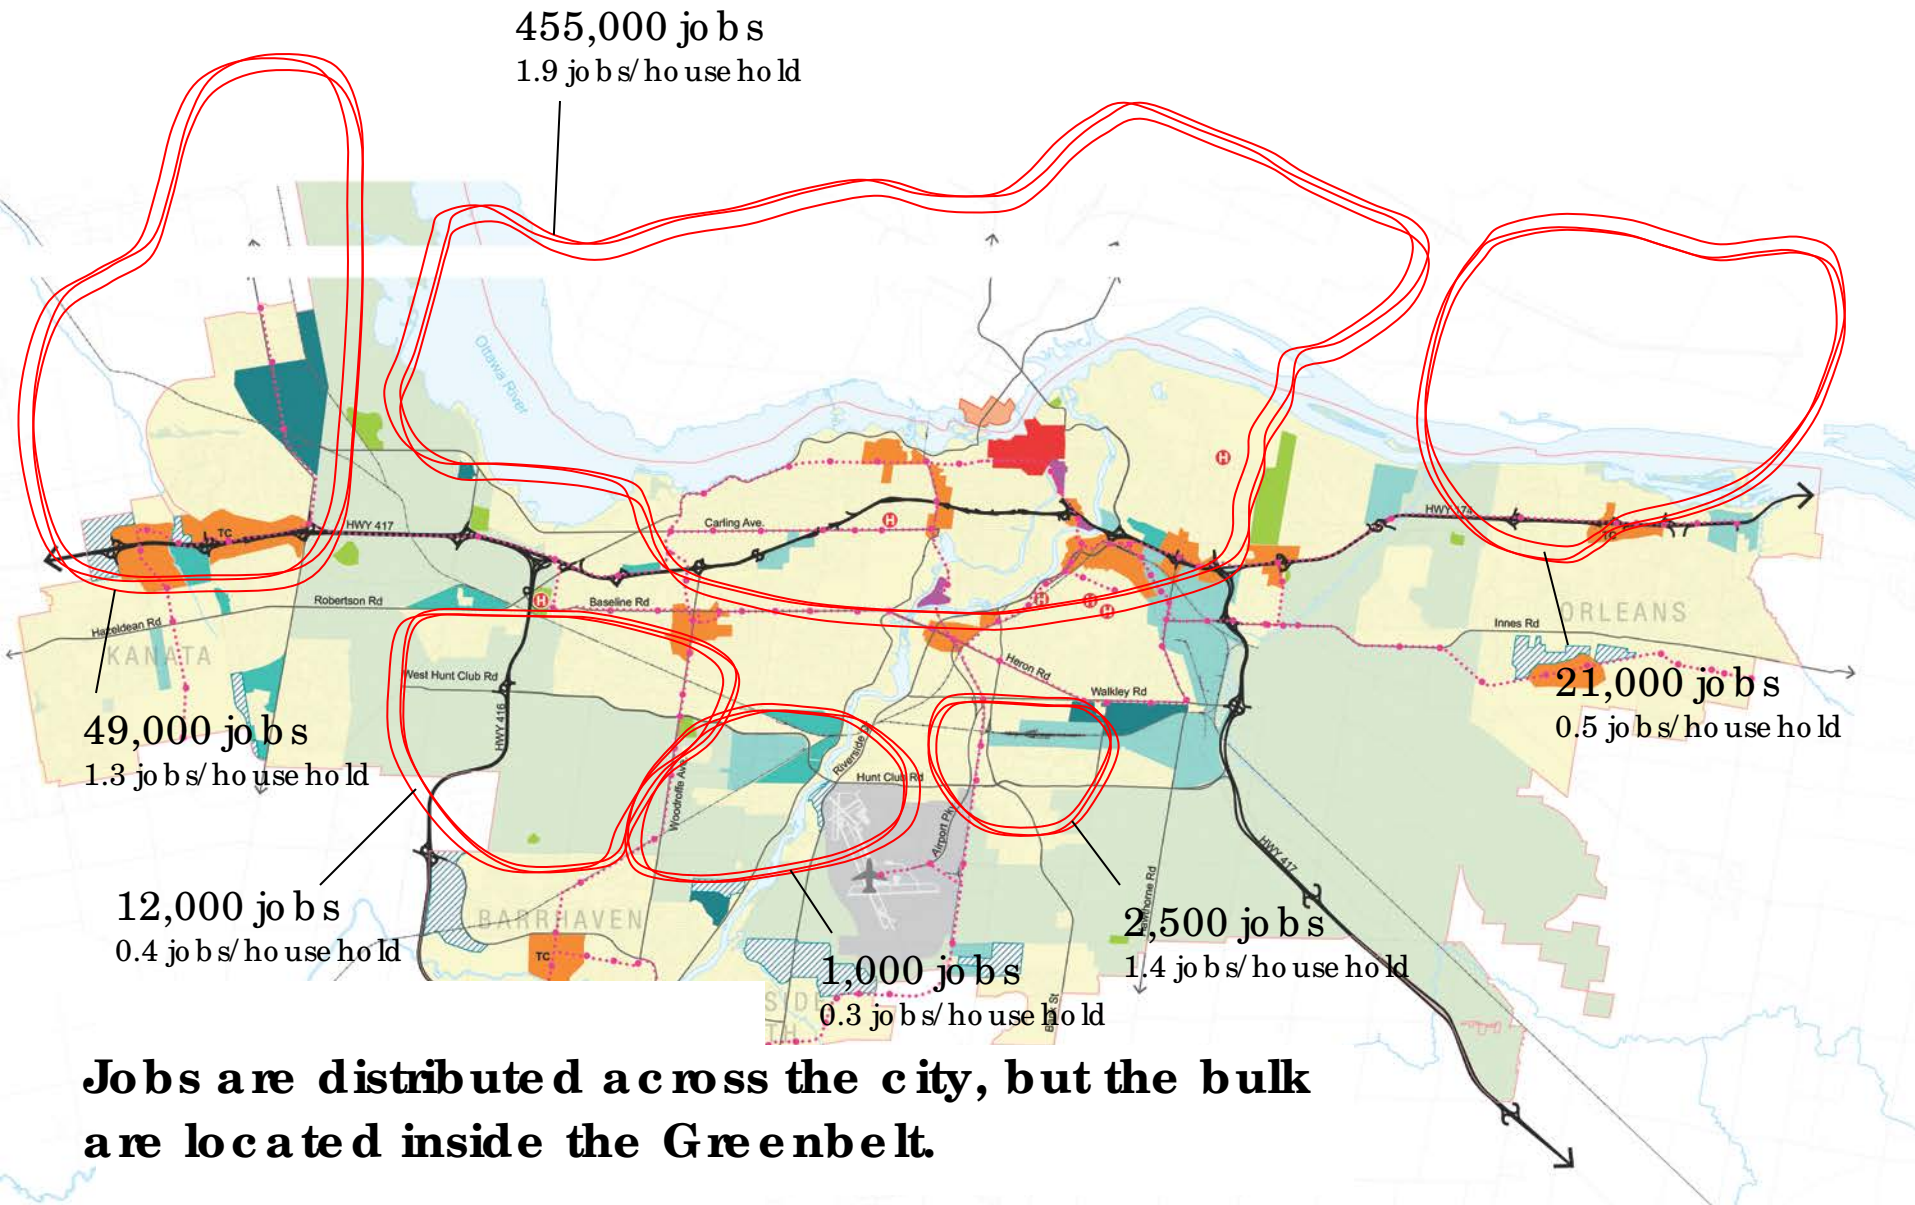 455,000 jobs
1.9 jobs/household
Ottawa River
HWY 417
TC
Carling Ave.
H
H
HWY 174
TC
Robertson Rd
Baseline Rd
H
H
H
H
Hazeldean Rd
KANATA
ORLEANS
Innes Rd
West Hunt Club Rd
Heron Rd
Walkley Rd
21,000 jobs
0.5 jobs/household
49,000 jobs
1.3 jobs/household
HWY 416
Woodroffe Ave.
Riverside Dr
Hunt Club Rd
Airport Pky
HWY 417
12,000 jobs
0.4 jobs/household
BARRHAVEN
TC
2,500 jobs
1.4 jobs/household
1,000 jobs
0.3 jobs/household
Jobs are distributed across the city, but the bulk
are located inside the Greenbelt.